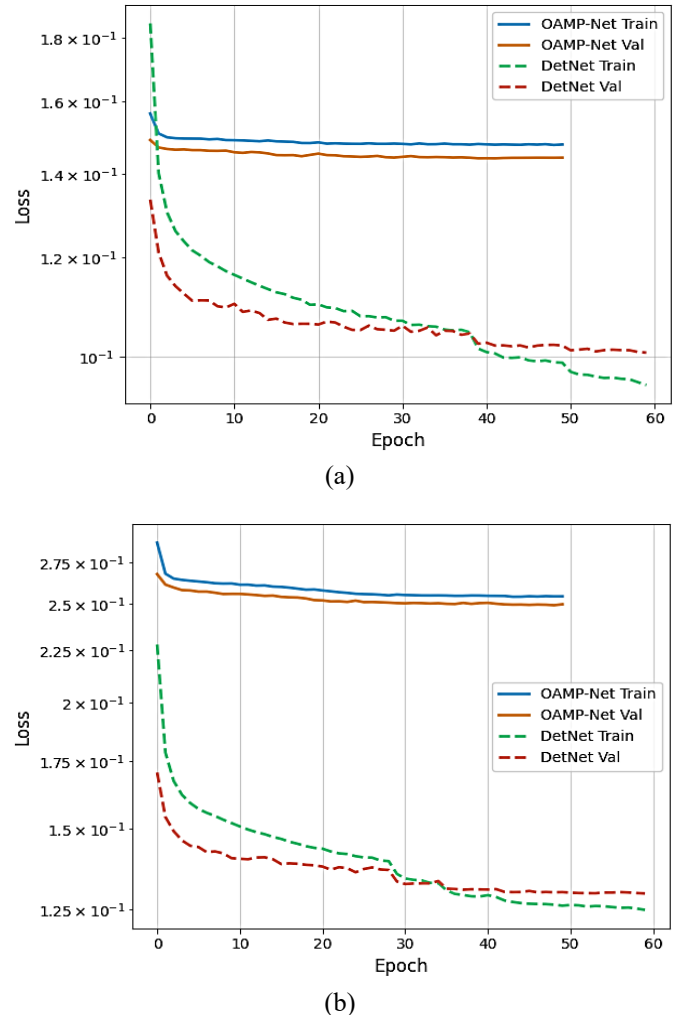 1.8 × 10⁻¹
1.6 × 10⁻¹
1.4 × 10⁻¹
1.2 × 10⁻¹
10⁻¹
Loss
OAMP-Net Train
OAMP-Net Val
DetNet Train
DetNet Val
0 10 20 30 40 50 60
Epoch
(a)
2.75 × 10⁻¹
2.5 × 10⁻¹
2.25 × 10⁻¹
2 × 10⁻¹
1.75 × 10⁻¹
1.5 × 10⁻¹
1.25 × 10⁻¹
Loss
OAMP-Net Train
OAMP-Net Val
DetNet Train
DetNet Val
0 10 20 30 40 50 60
Epoch
(b)